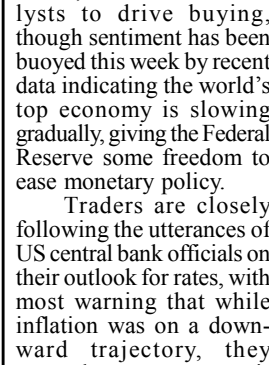 lysts to drive buying,
though sentiment has been
buoyed this week by recent
data indicating the world's
top economy is slowing
gradually, giving the Federal
Reserve some freedom to
ease monetary policy.
Traders are closely
following the utterances of
US central bank officials on
their outlook for rates, with
most warning that while
inflation was on a down-
ward trajectory, they